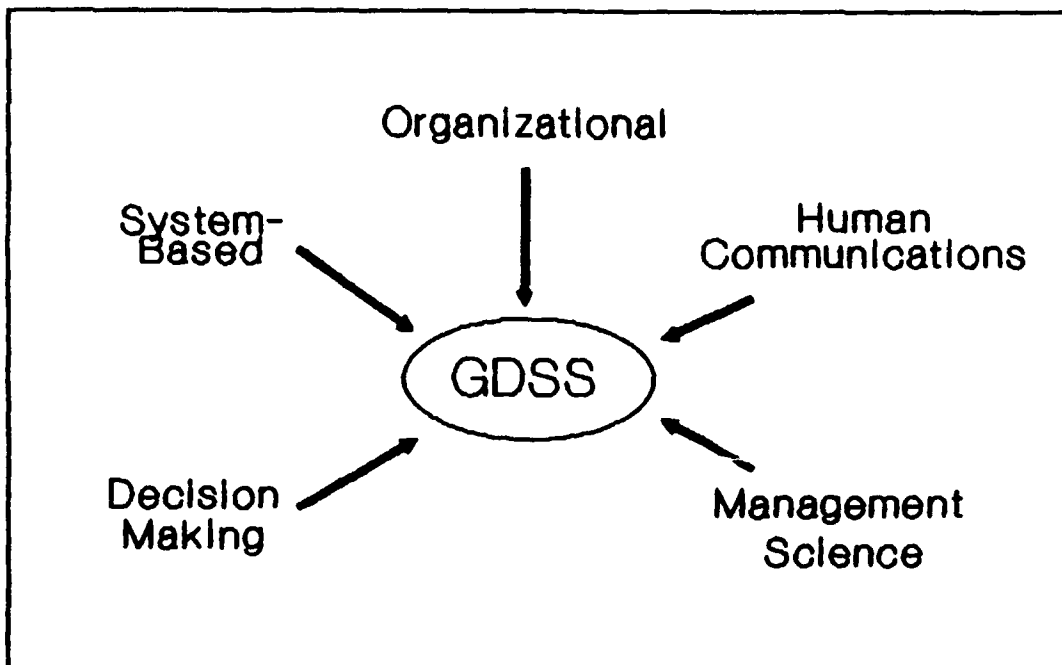 Organizational
System-
Based
Human
Communications
GDSS
Decision
Making
Management
Science